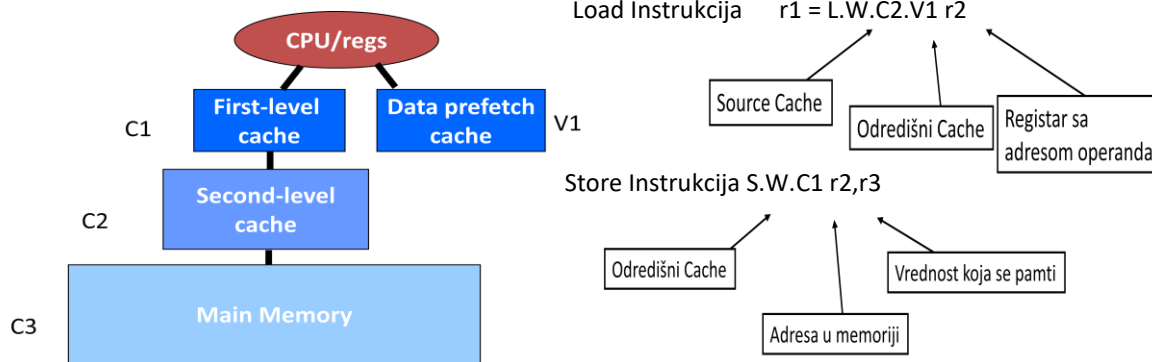 Load Instrukcija r1 = L.W.C2.V1 r2
CPU/regs
First-level
cache
Data prefetch
cache
C1
V1
Source Cache
Odredišni Cache
Registar sa
adresom operanda
Second-level
cache
C2
Store Instrukcija S.W.C1 r2,r3
Odredišni Cache
Vrednost koja se pamti
Adresa u memoriji
Main Memory
C3